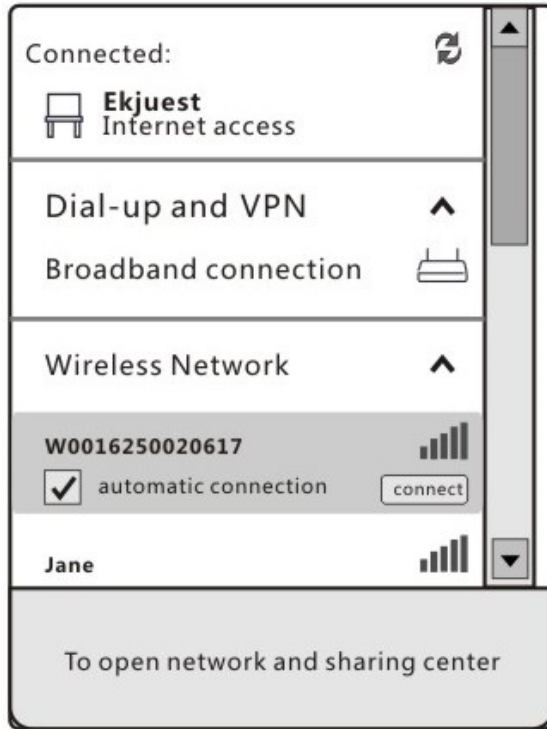 Connected:
Ekjuest
Internet access
Dial-up and VPN
Broadband connection
Wireless Network
W0016250020617
automatic connection
connect
Jane
To open network and sharing center